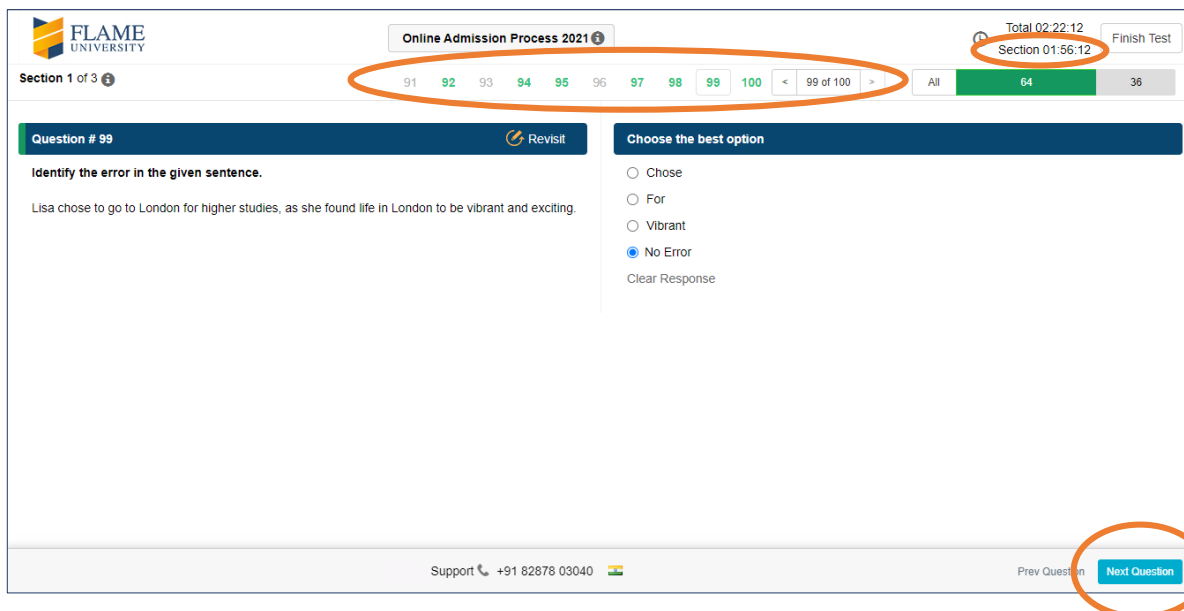 FLAME
UNIVERSITY
Online Admission Process 2021
Total 02:22:12
Section 01:56:12
Finish Test
Section 1 of 3
91 92 93 94 95 96 97 98 99 100 < 99 of 100 >
All 64 36
Question # 99
Revisit
Identify the error in the given sentence.
Lisa chose to go to London for higher studies, as she found life in London to be vibrant and exciting.
Choose the best option
Chose
For
Vibrant
No Error
Clear Response
Support +91 82878 03040
Prev Question
Next Question